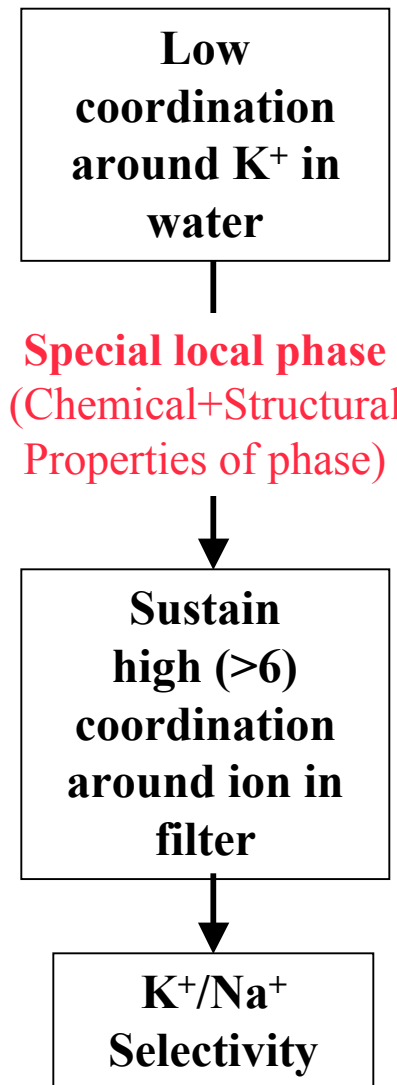 Low
coordination
around K⁺ in
water
Special local phase
(Chemical+Structural
Properties of phase)
Sustain
high (>6)
coordination
around ion in
filter
K⁺/Na⁺
Selectivity